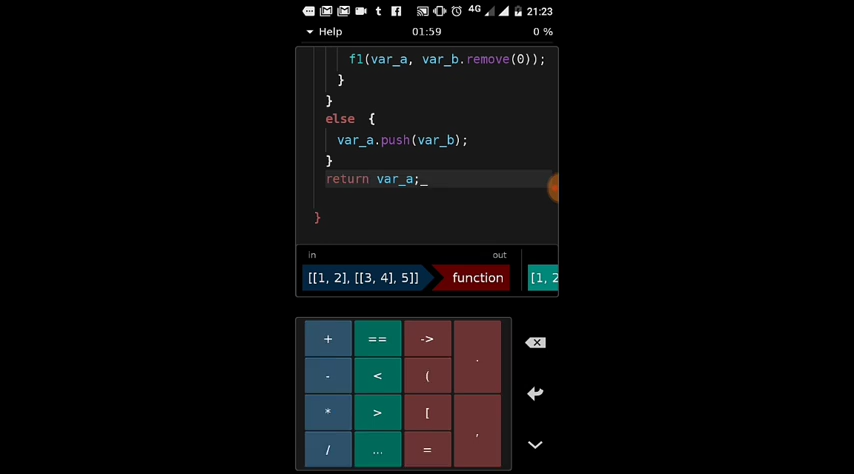 4G 21:23
Help 01:59 0 %
f1(var_a, var_b.remove(0));
}
}
else {
var_a.push(var_b);
}
return var_a;_
}
in out
[[1, 2], [[3, 4], 5]] function [1, 2
+ == -> .
- < (
* > [ ,
/ ... =